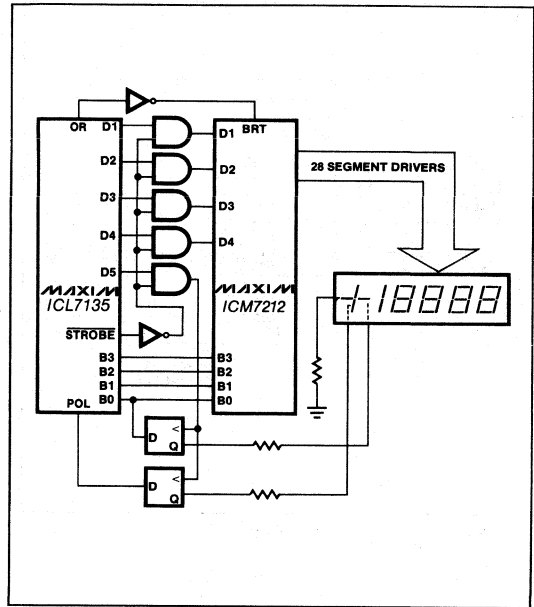 OR
D1
D2
D3
D4
D5
MAXIM
ICL7135
STROBE
B3
B2
B1
B0
POL
BRT
D1
D2
D3
D4
MAXIM
ICM7212
B3
B2
B1
B0
28 SEGMENT DRIVERS
+18888
D
<
Q
D
<
Q